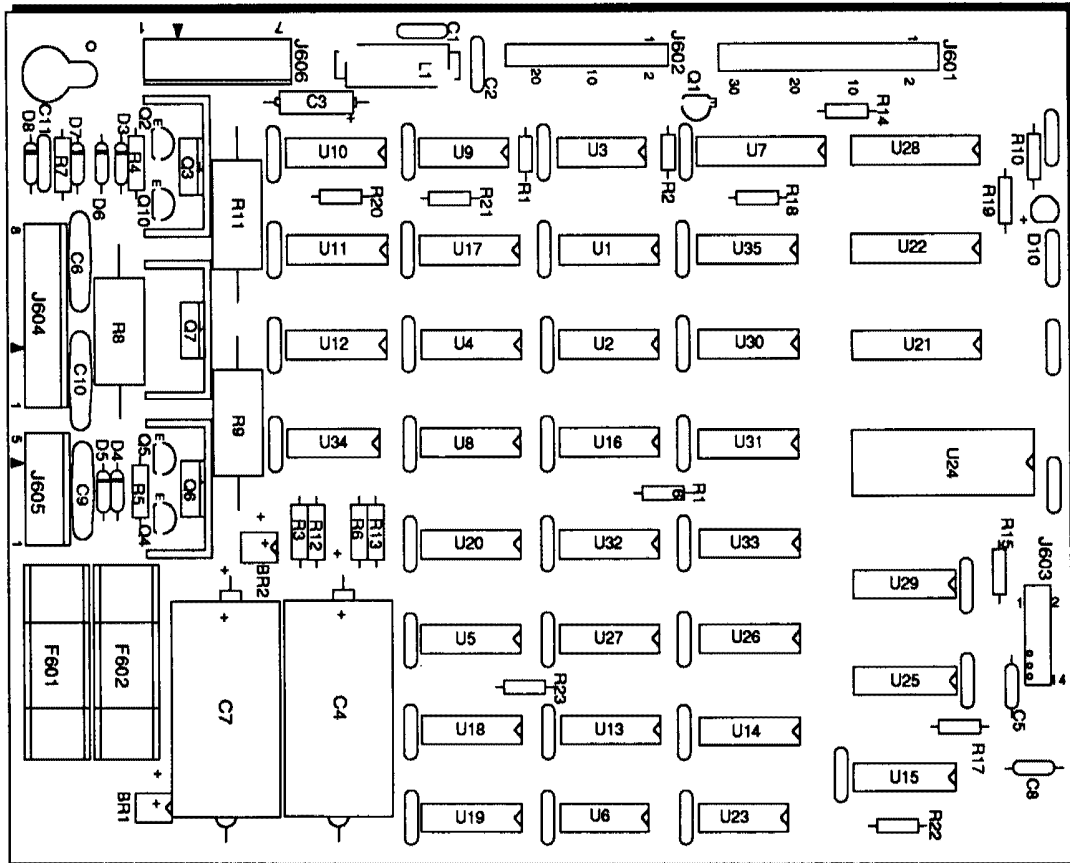 1 7
J606
C1
L1
C2
C3
+
1
20 10 2
J602
1
30 20 10 2
J601
Q1
R14
D8
C11
R7
D7
D6
D3
R4
Q2
E
Q3
E
Q10
R11
U10
U9
R1
U3
R2
U7
U28
R10
R20
R21
R18
R19
+
D10
8
J604
1
C6
R8
C10
Q7
U11
U17
U1
U35
U22
R9
U12
U4
U2
U30
U21
5
J605
1
C9
D5
D4
R5
Q5
E
Q6
E
Q4
U34
U8
U16
U31
U24
R1
6
+
+
BR2
R3
R12
R6
R13
+
U20
U32
U33
R15
J603
1 2
14
U29
F601
F602
+
+
+
C7
C4
U5
U27
U26
U25
C5
R23
U18
U13
U14
R17
+
BR1
U15
C8
U19
U6
U23
R22